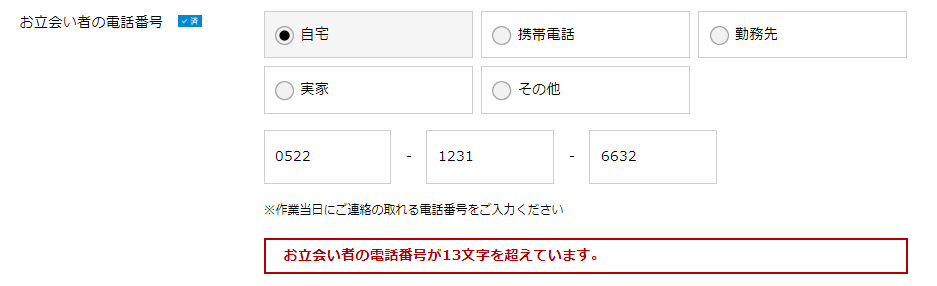 お立会い者の電話番号 ✓済
自宅 携帯電話 勤務先
実家 その他
0522 - 1231 - 6632
※作業当日にご連絡の取れる電話番号をご入力ください
お立会い者の電話番号が13文字を超えています。